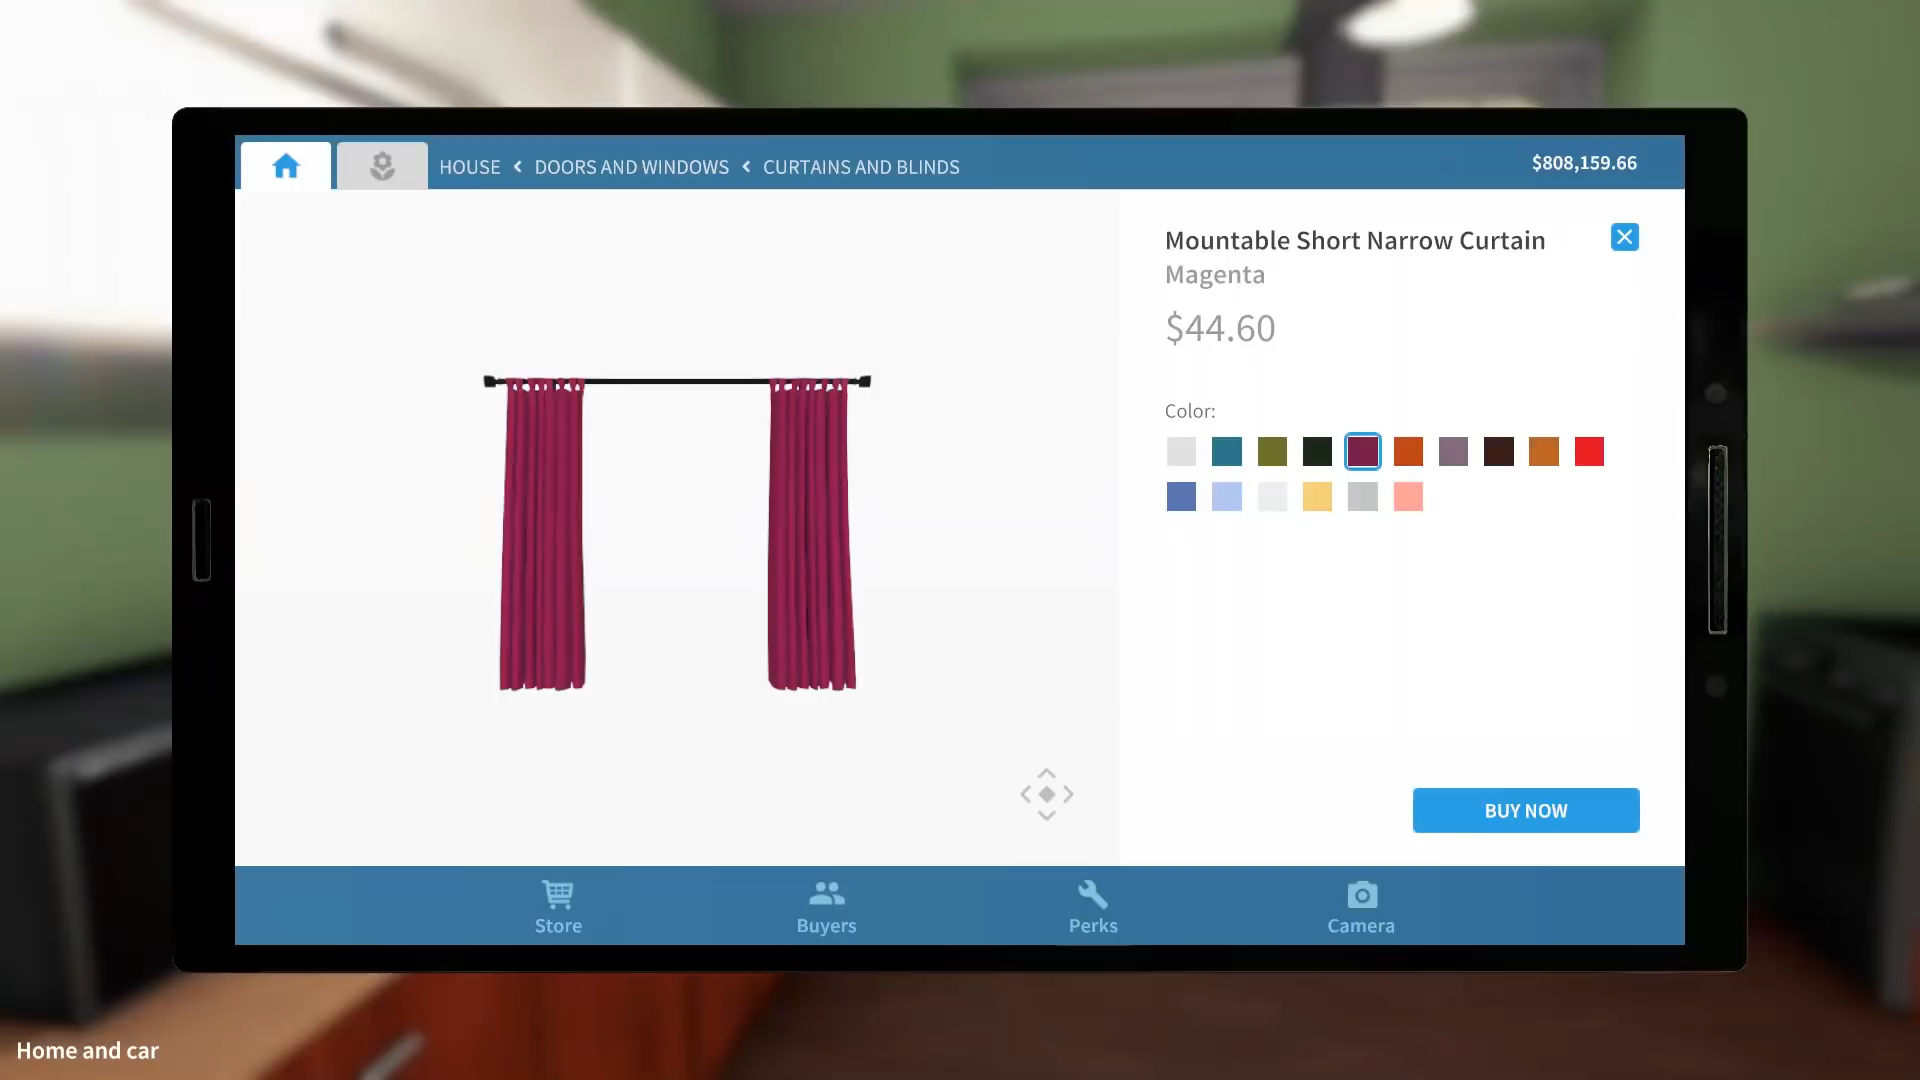 HOUSE < DOORS AND WINDOWS < CURTAINS AND BLINDS
$808,159.66
Mountable Short Narrow Curtain
Magenta
$44.60
Color:
BUY NOW
Store
Buyers
Perks
Camera
Home and car